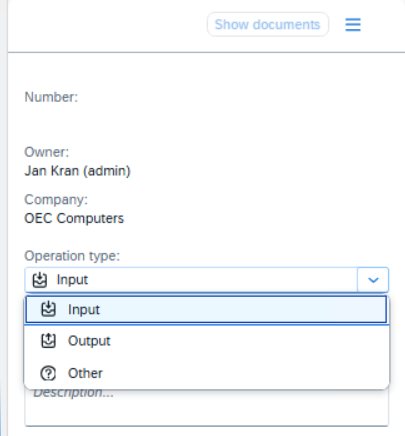 Show documents
Number:
Owner:
Jan Kran (admin)
Company:
OEC Computers
Operation type:
Input
Input
Output
Other
Description...